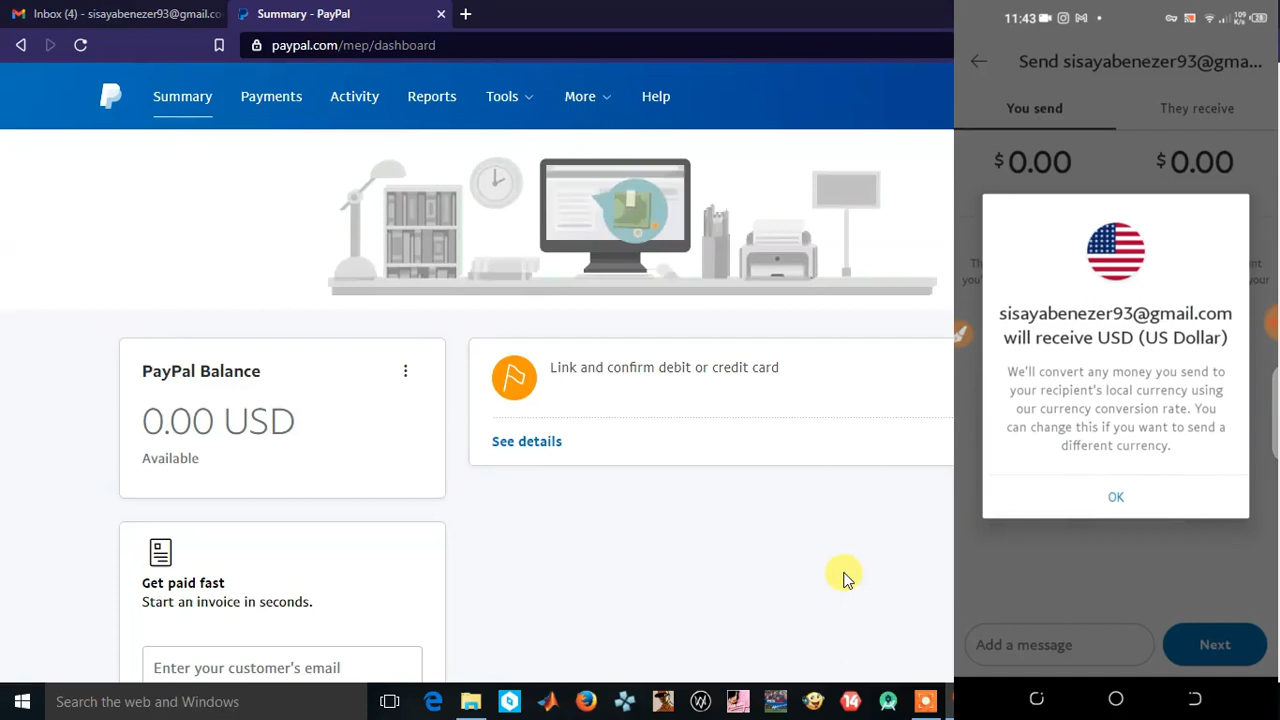 Inbox (4) - sisayabenezer93@gmail.co
Summary - PayPal
paypal.com/mep/dashboard
Summary
Payments
Activity
Reports
Tools
More
Help
PayPal Balance
0.00 USD
Available
Link and confirm debit or credit card
See details
Get paid fast
Start an invoice in seconds.
Enter your customer's email
Search the web and Windows
14
11:43
109
K/s
28
Send sisayabenezer93@gma...
You send
They receive
$0.00
$0.00
sisayabenezer93@gmail.com
will receive USD (US Dollar)
We'll convert any money you send to
your recipient's local currency using
our currency conversion rate. You
can change this if you want to send a
different currency.
OK
Add a message
Next